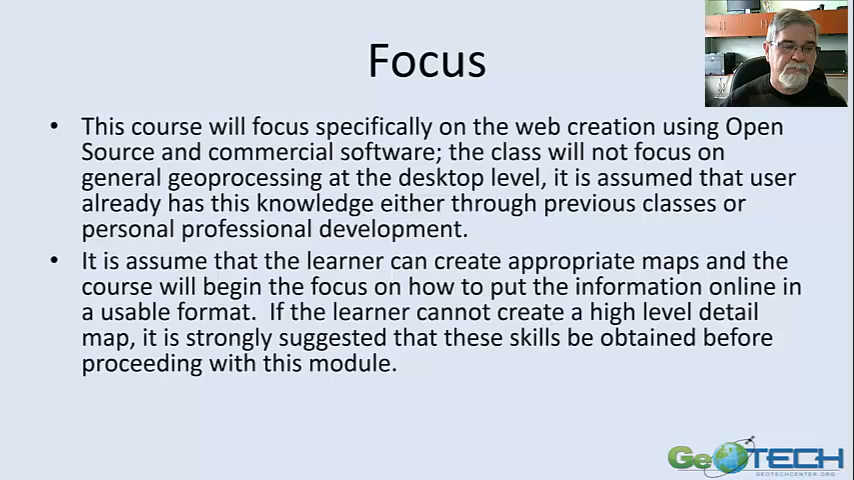 Focus
• This course will focus specifically on the web creation using Open
Source and commercial software; the class will not focus on
general geoprocessing at the desktop level, it is assumed that user
already has this knowledge either through previous classes or
personal professional development.
• It is assume that the learner can create appropriate maps and the
course will begin the focus on how to put the information online in
a usable format.  If the learner cannot create a high level detail
map, it is strongly suggested that these skills be obtained before
proceeding with this module.
GeoTECH
GEOTECHCENTER.ORG